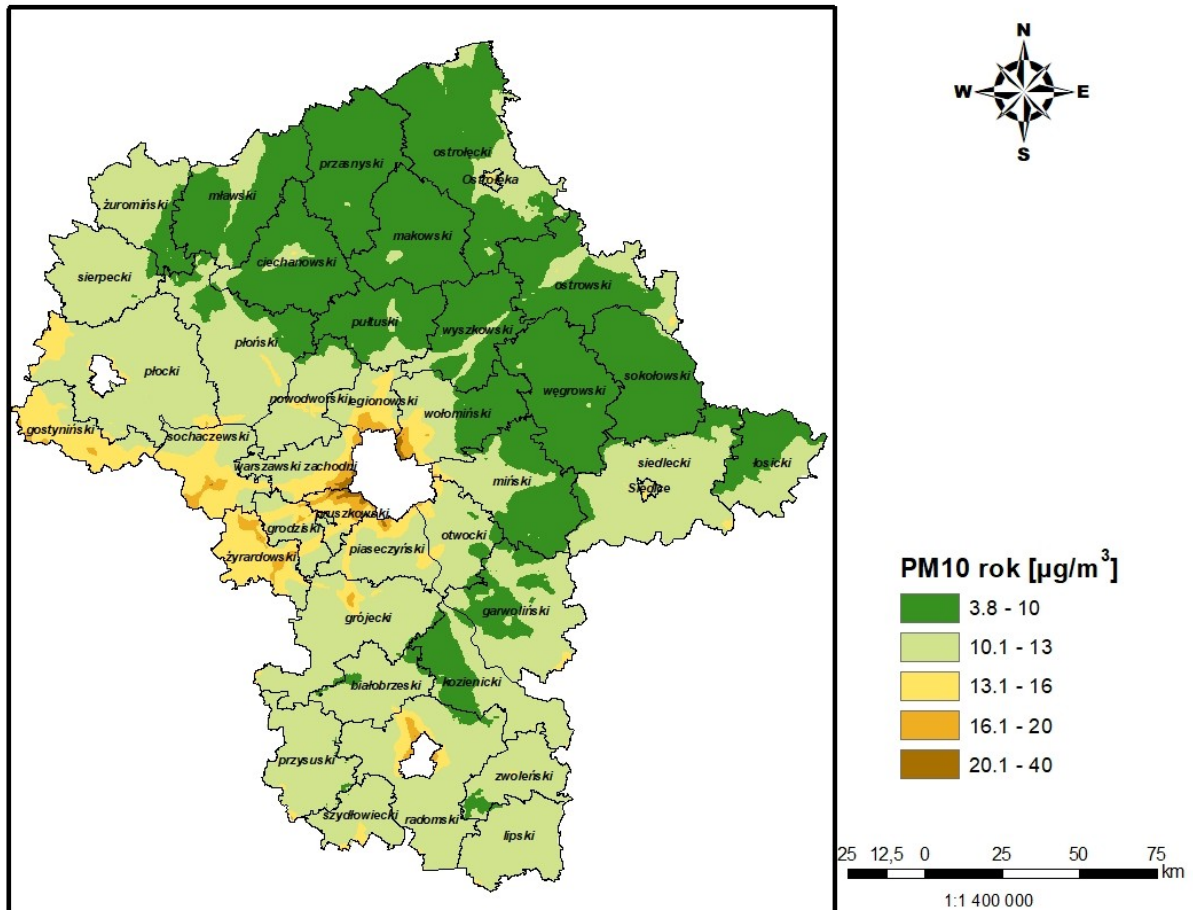 N
W E
S
przasnyski
ostrołęcki
Ostrołęka
mławski
żuromiński
makowski
ciechanowski
sierpecki
ostrowski
pułtuski
wyszkowski
płoński
płocki
węgrowski
sokołowski
nowodworski
legionowski
wołomiński
gostyniński
sochaczewski
warszawski zachodni
miński
siedlecki
łosicki
Siedlce
pruszkowski
grodziski
otwocki
żyrardowski
piaseczyński
grójecki
garwoliński
białobrzeski
kozienicki
przysuski
zwoleński
szydłowiecki
radomski
lipski
PM10 rok [µg/m³]
3.8 - 10
10.1 - 13
13.1 - 16
16.1 - 20
20.1 - 40
25 12,5 0 25 50 75
km
1:1 400 000